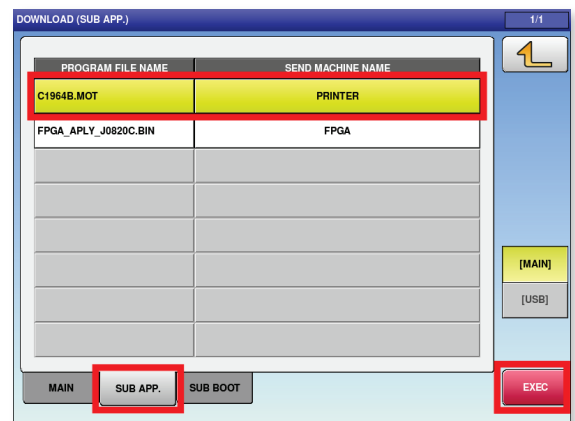 DOWNLOAD (SUB APP.)
1/1
PROGRAM FILE NAME SEND MACHINE NAME
C1964B.MOT PRINTER
FPGA_APLY_J0820C.BIN FPGA
[MAIN]
[USB]
MAIN SUB APP. SUB BOOT
EXEC